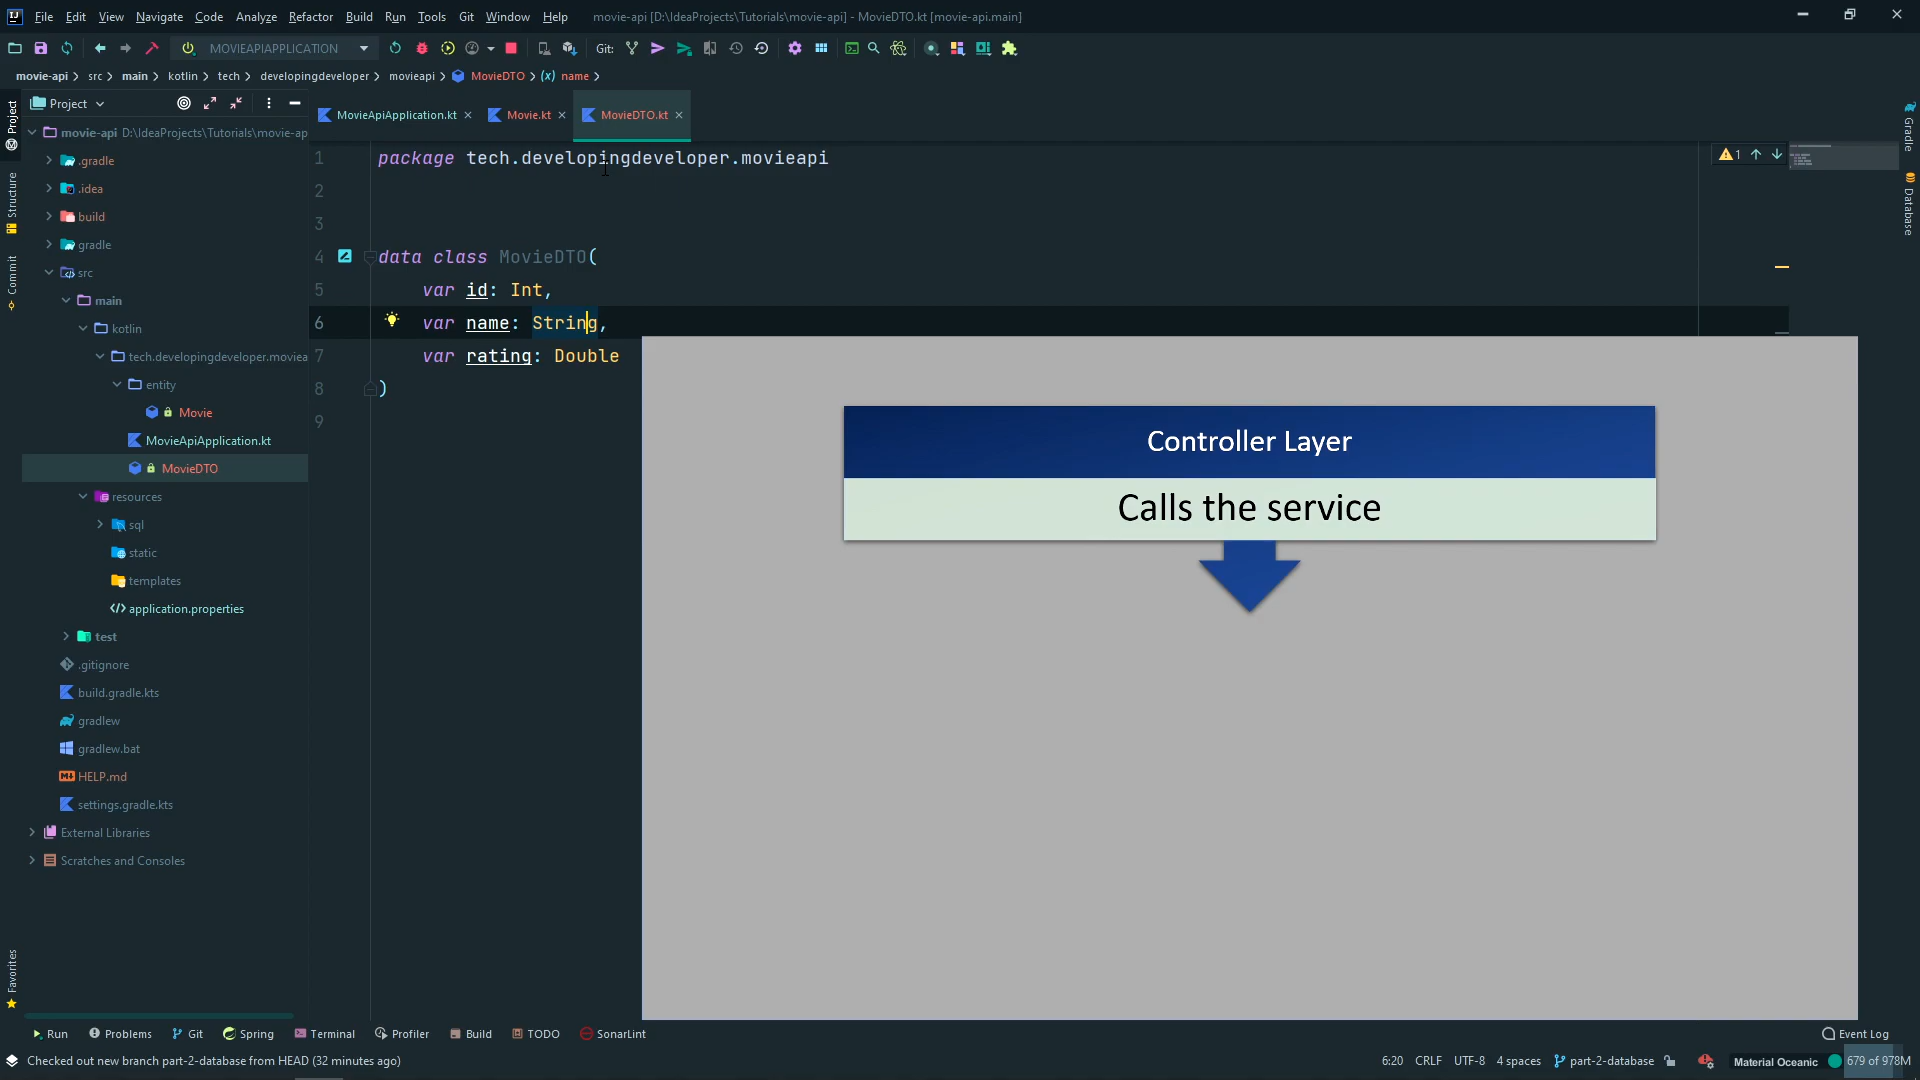 File Edit View Navigate Code Analyze Refactor Build Run Tools Git Window Help movie-api [D:\IdeaProjects\Tutorials\movie-api] - MovieDTO.kt [movie-api.main]
MOVIEAPIAPPLICATION Git:
movie-api src main kotlin tech developingdeveloper movieapi MovieDTO (x) name
Project
MovieApiApplication.kt Movie.kt MovieDTO.kt
movie-api D:\IdeaProjects\Tutorials\movie-ap
.gradle
.idea
build
gradle
src
main
kotlin
tech.developingdeveloper.moviea
entity
Movie
MovieApiApplication.kt
MovieDTO
resources
sql
static
templates
application.properties
test
.gitignore
build.gradle.kts
gradlew
gradlew.bat
HELP.md
settings.gradle.kts
External Libraries
Scratches and Consoles
Project
Structure
Commit
Favorites
1 package tech.developingdeveloper.movieapi
2
3
4 data class MovieDTO(
5 var id: Int,
6 var name: String,
7 var rating: Double
8 )
9
1
Gradle
Database
Controller Layer
Calls the service
Run Problems Git Spring Terminal Profiler Build TODO SonarLint Event Log
Checked out new branch part-2-database from HEAD (32 minutes ago) 6:20 CRLF UTF-8 4 spaces part-2-database Material Oceanic 679 of 978M